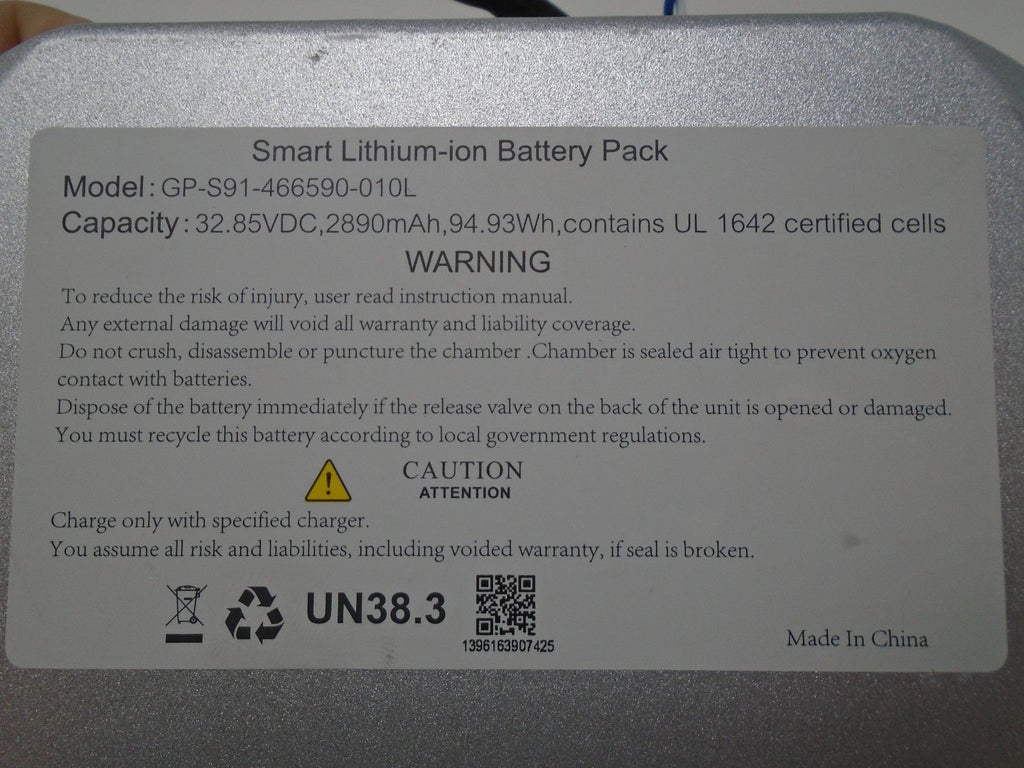 Smart Lithium-ion Battery Pack
Model: GP-S91-466590-010L
Capacity: 32.85VDC,2890mAh,94.93Wh,contains UL 1642 certified cells
WARNING
To reduce the risk of injury, user read instruction manual.
Any external damage will void all warranty and liability coverage.
Do not crush, disassemble or puncture the chamber .Chamber is sealed air tight to prevent oxygen
contact with batteries.
Dispose of the battery immediately if the release valve on the back of the unit is opened or damaged.
You must recycle this battery according to local government regulations.
CAUTION
ATTENTION
Charge only with specified charger.
You assume all risk and liabilities, including voided warranty, if seal is broken.
UN38.3
1396163907425
Made In China